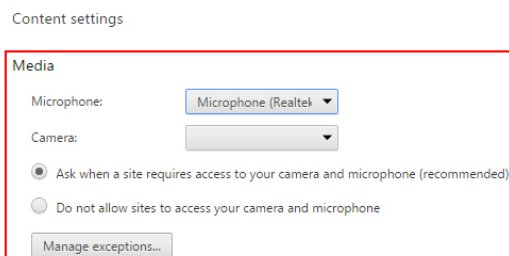 Content settings
Media
Microphone:
Microphone (Realtek
Camera:
Ask when a site requires access to your camera and microphone (recommended)
Do not allow sites to access your camera and microphone
Manage exceptions...